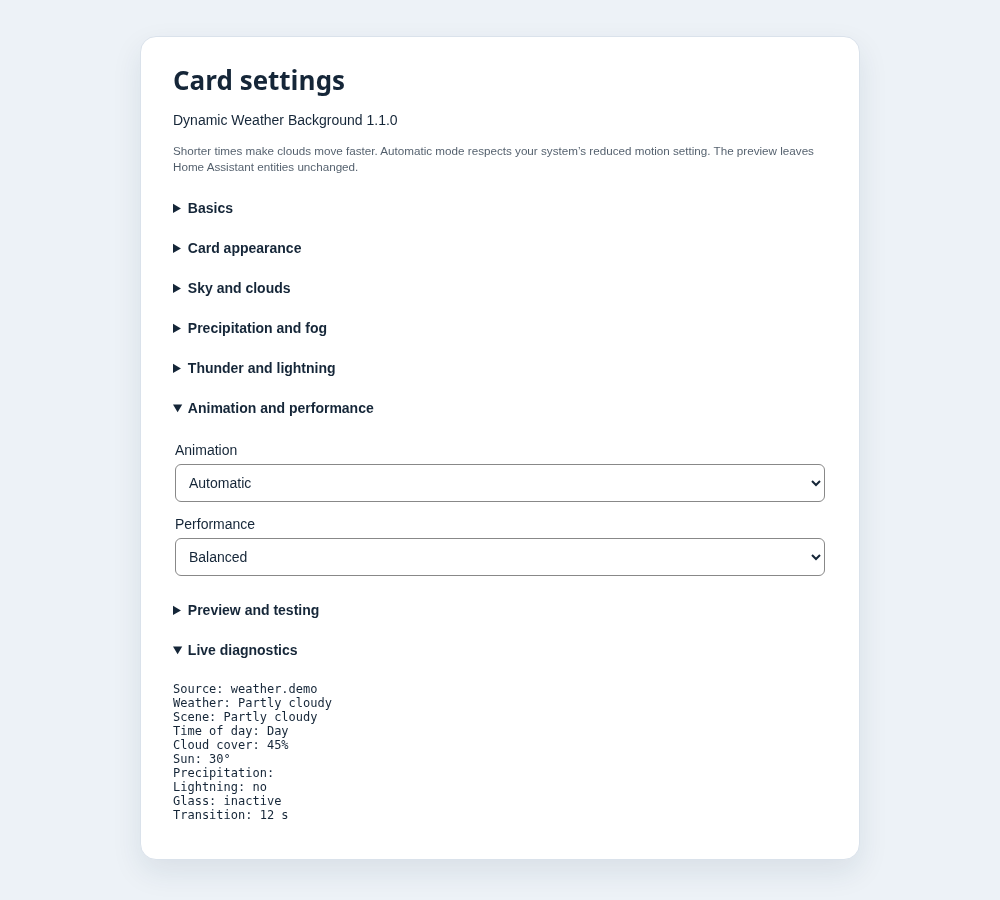 Card settings
Dynamic Weather Background 1.1.0
Shorter times make clouds move faster. Automatic mode respects your system’s reduced motion setting. The preview leaves
Home Assistant entities unchanged.
Basics
Card appearance
Sky and clouds
Precipitation and fog
Thunder and lightning
Animation and performance
Animation
Automatic
Performance
Balanced
Preview and testing
Live diagnostics
Source: weather.demo
Weather: Partly cloudy
Scene: Partly cloudy
Time of day: Day
Cloud cover: 45%
Sun: 30°
Precipitation:
Lightning: no
Glass: inactive
Transition: 12 s